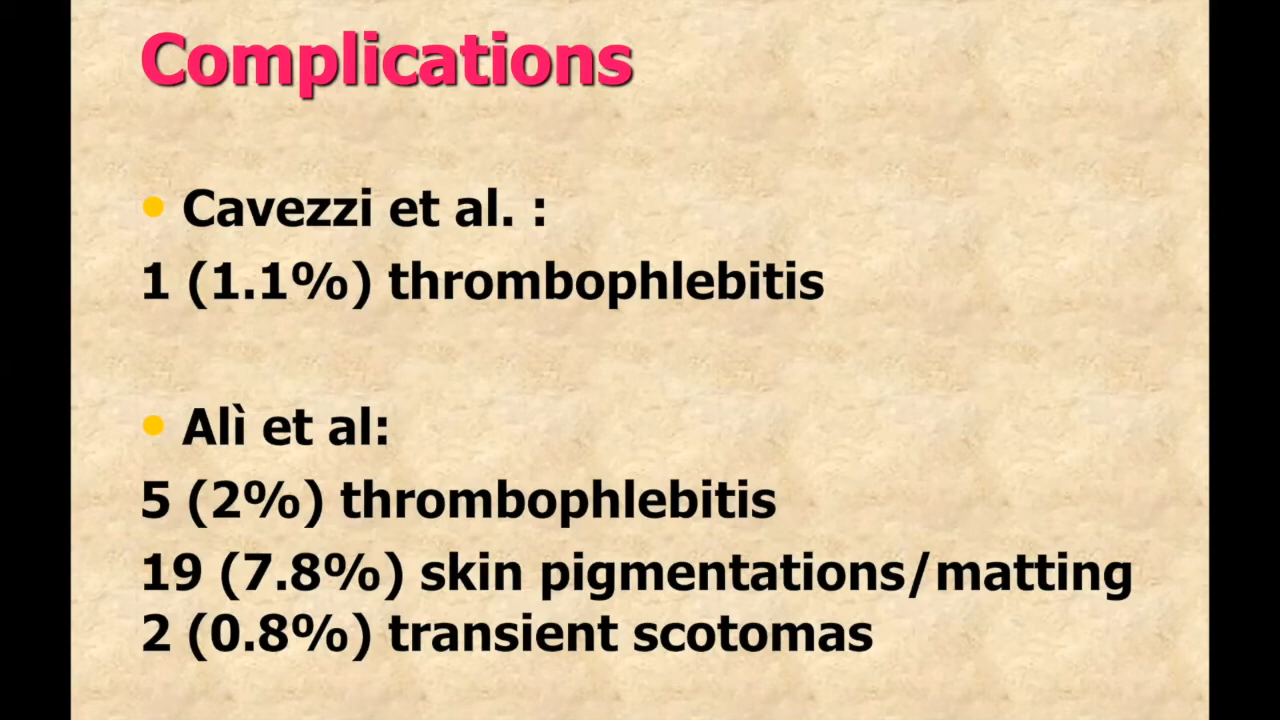 Complications
• Cavezzi et al. :
1 (1.1%) thrombophlebitis
• Alì et al:
5 (2%) thrombophlebitis
19 (7.8%) skin pigmentations/matting
2 (0.8%) transient scotomas